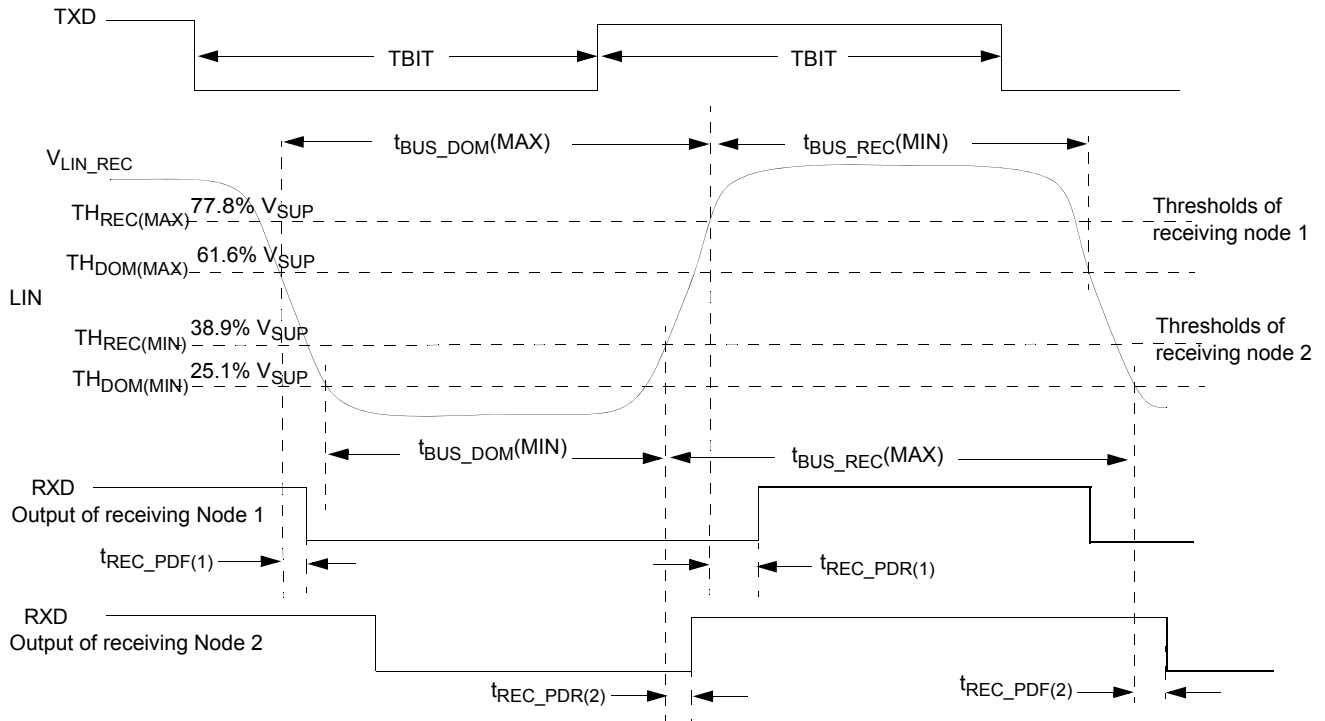 TXD
TBIT
TBIT
tBUS_DOM(MAX)
tBUS_REC(MIN)
VLIN_REC
THREC(MAX) 77.8% VSUP
Thresholds of
receiving node 1
THDOM(MAX) 61.6% VSUP
LIN
THREC(MIN) 38.9% VSUP
Thresholds of
receiving node 2
THDOM(MIN) 25.1% VSUP
tBUS_DOM(MIN)
tBUS_REC(MAX)
RXD
Output of receiving Node 1
tREC_PDF(1)
tREC_PDR(1)
RXD
Output of receiving Node 2
tREC_PDR(2)
tREC_PDF(2)